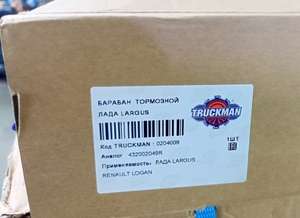 БАРАБАН ТОРМОЗНОЙ
ЛАДА LARGUS
TRUCKMAN
Код TRUCKMAN : 0204008
1ШТ
Аналог 432002049R
Применяемость: ЛАДА LARGUS
RENAULT LOGAN